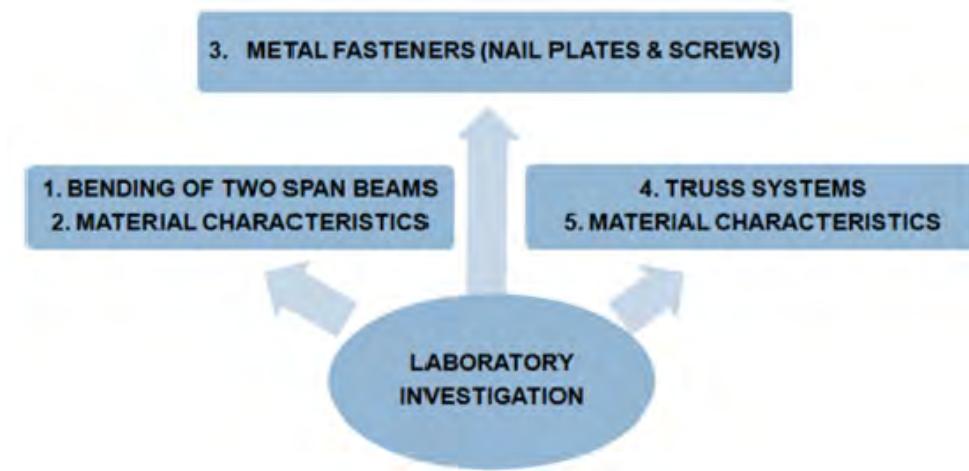 3. METAL FASTENERS (NAIL PLATES & SCREWS)
1. BENDING OF TWO SPAN BEAMS
2. MATERIAL CHARACTERISTICS
4. TRUSS SYSTEMS
5. MATERIAL CHARACTERISTICS
LABORATORY
INVESTIGATION